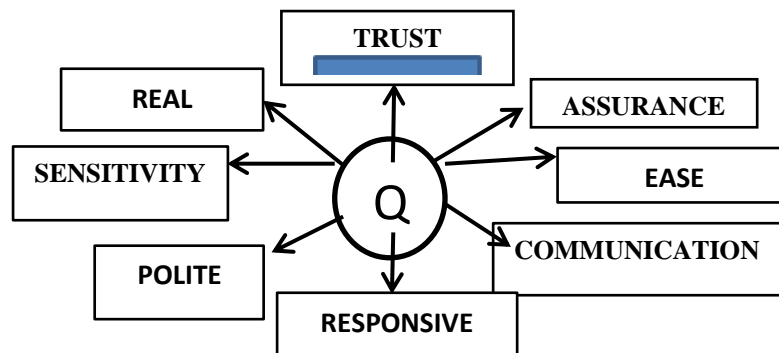 TRUST
REAL
ASSURANCE
SENSITIVITY
EASE
Q
COMMUNICATION
POLITE
RESPONSIVE